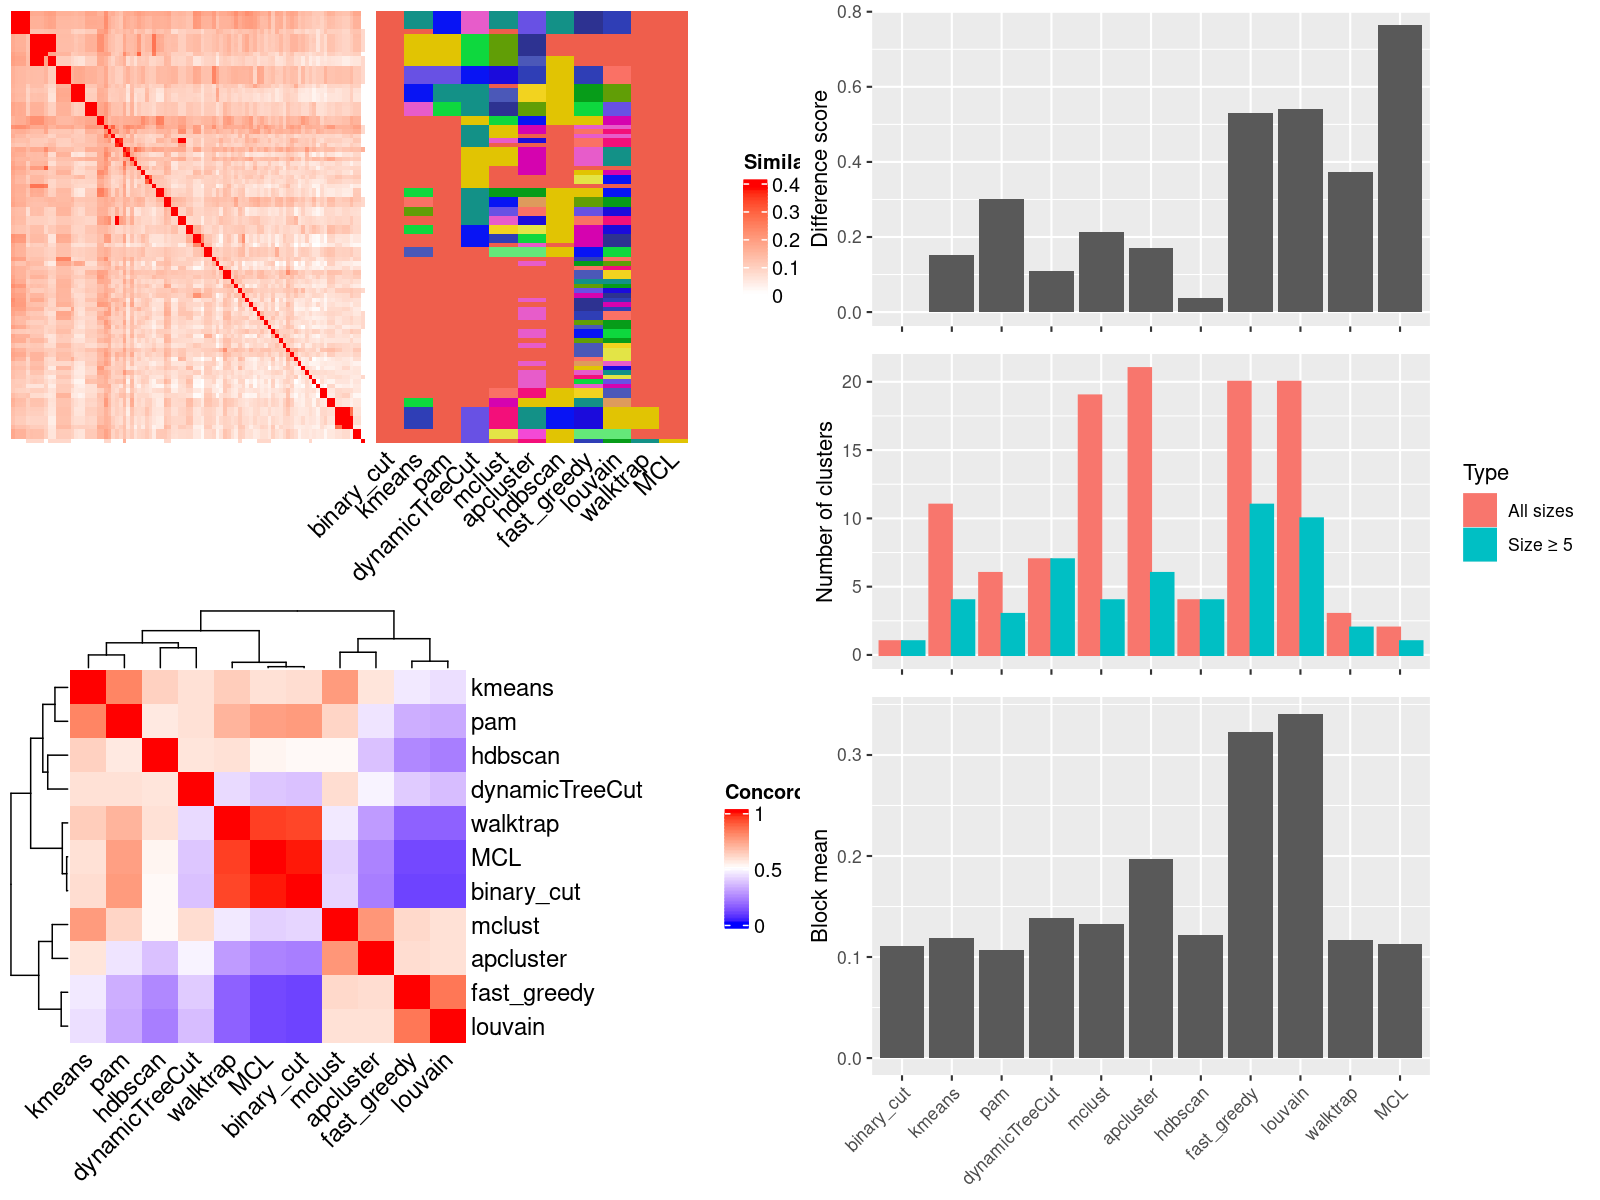 Simila
0.4
0.3
0.2
0.1
0
binary_cut
kmeans
pam
dynamicTreeCut
mclust
apcluster
hdbscan
fast_greedy
louvain
walktrap
MCL
kmeans
pam
hdbscan
dynamicTreeCut
walktrap
MCL
binary_cut
mclust
apcluster
fast_greedy
louvain
kmeans
pam
hdbscan
dynamicTreeCut
walktrap
MCL
binary_cut
mclust
apcluster
fast_greedy
louvain
Concord
1
0.5
0
Difference score
0.8
0.6
0.4
0.2
0.0
Number of clusters
20
15
10
5
0
Type
All sizes
Size ≥ 5
Block mean
0.3
0.2
0.1
0.0
binary_cut
kmeans
pam
dynamicTreeCut
mclust
apcluster
hdbscan
fast_greedy
louvain
walktrap
MCL